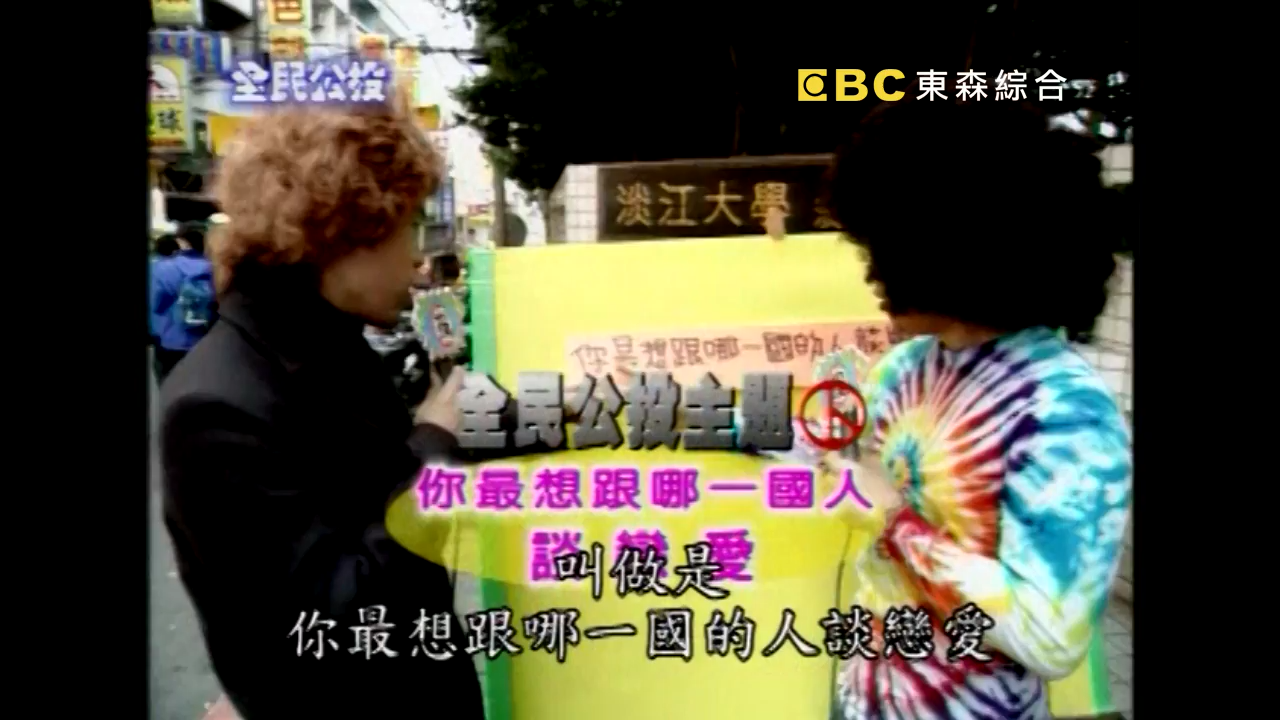 全民公投
EBC 東森綜合
淡江大學
你是想跟哪一國的人談
全民公投主題
你最想跟哪一國人
談戀愛
叫做是
你最想跟哪一國的人談戀愛